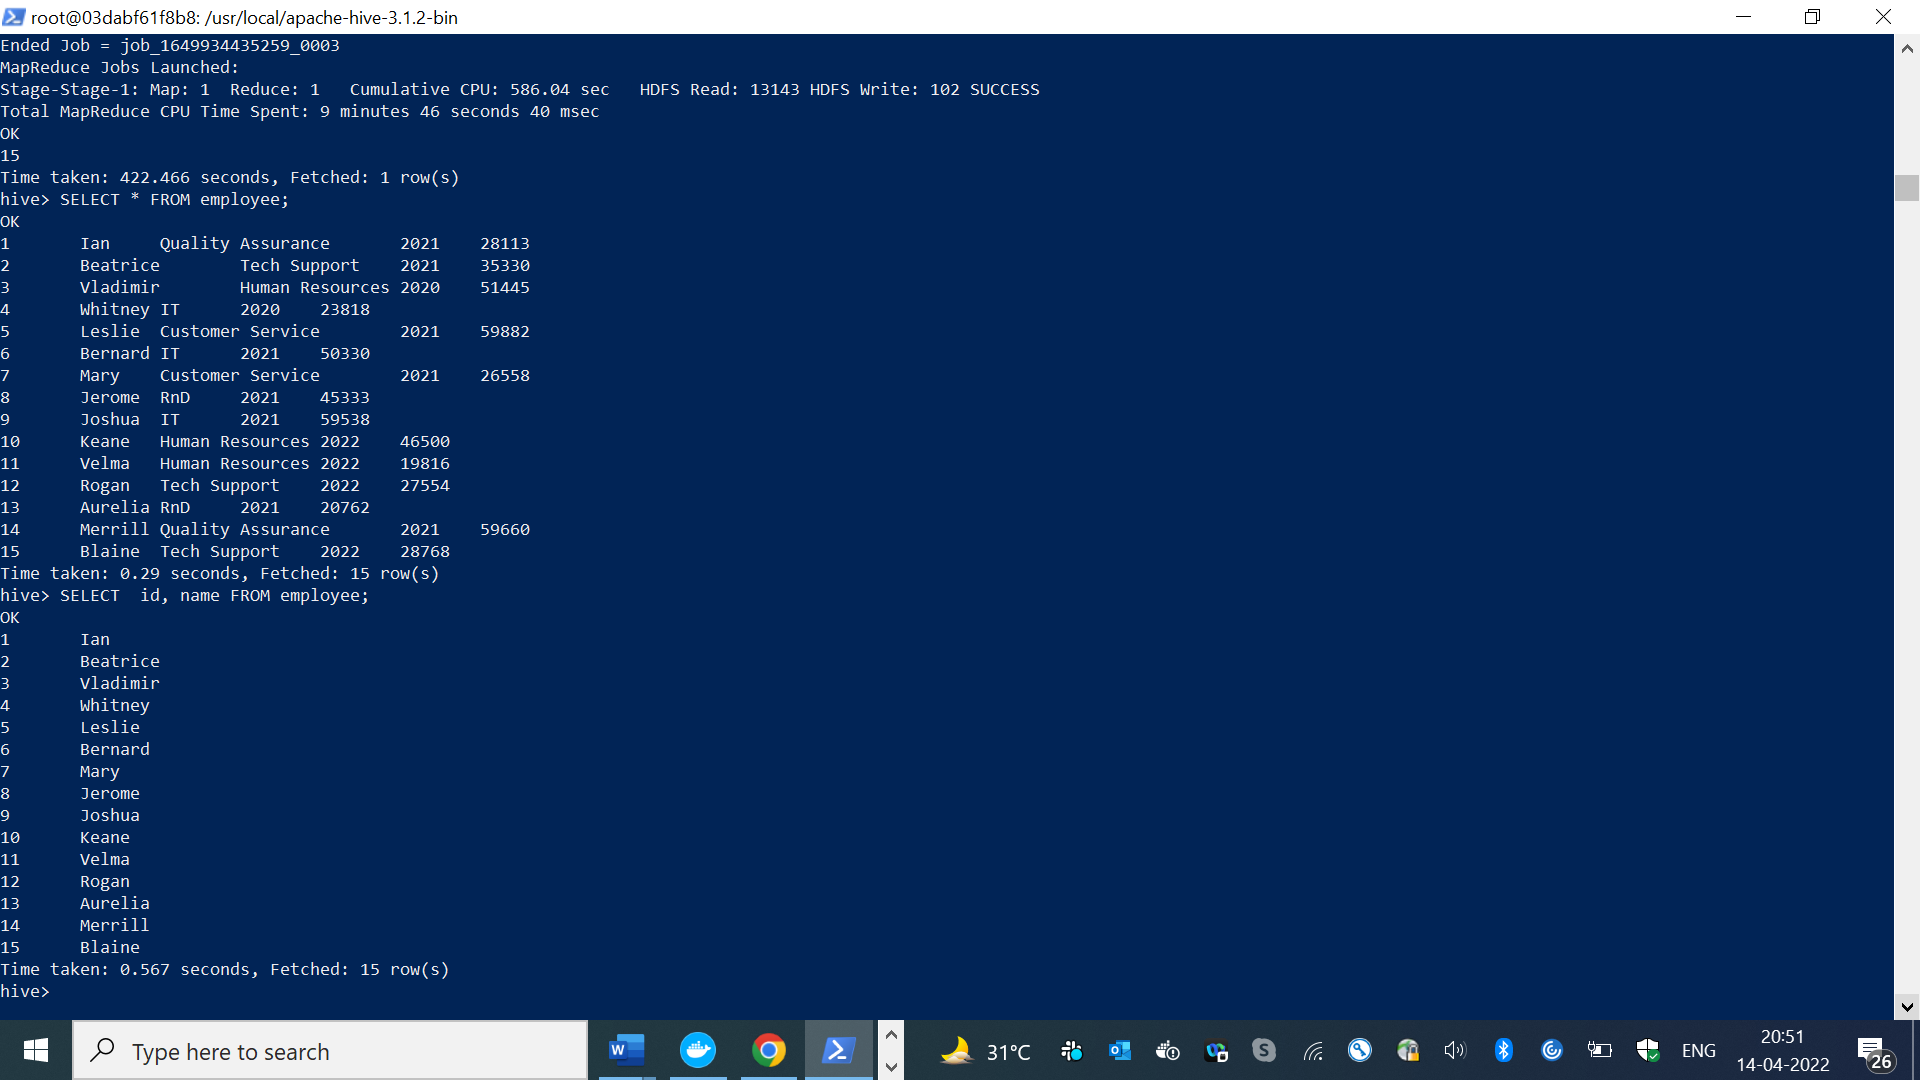 root@03dabf61f8b8: /usr/local/apache-hive-3.1.2-bin
Ended Job = job_1649934435259_0003
MapReduce Jobs Launched:
Stage-Stage-1: Map: 1  Reduce: 1   Cumulative CPU: 586.04 sec   HDFS Read: 13143 HDFS Write: 102 SUCCESS
Total MapReduce CPU Time Spent: 9 minutes 46 seconds 40 msec
OK
15
Time taken: 422.466 seconds, Fetched: 1 row(s)
hive> SELECT * FROM employee;
OK
1       Ian     Quality Assurance       2021    28113
2       Beatrice        Tech Support    2021    35330
3       Vladimir        Human Resources 2020    51445
4       Whitney IT      2020    23818
5       Leslie  Customer Service        2021    59882
6       Bernard IT      2021    50330
7       Mary    Customer Service        2021    26558
8       Jerome  RnD     2021    45333
9       Joshua  IT      2021    59538
10      Keane   Human Resources 2022    46500
11      Velma   Human Resources 2022    19816
12      Rogan   Tech Support    2022    27554
13      Aurelia RnD     2021    20762
14      Merrill Quality Assurance       2021    59660
15      Blaine  Tech Support    2022    28768
Time taken: 0.29 seconds, Fetched: 15 row(s)
hive> SELECT  id, name FROM employee;
OK
1       Ian
2       Beatrice
3       Vladimir
4       Whitney
5       Leslie
6       Bernard
7       Mary
8       Jerome
9       Joshua
10      Keane
11      Velma
12      Rogan
13      Aurelia
14      Merrill
15      Blaine
Time taken: 0.567 seconds, Fetched: 15 row(s)
hive>
Type here to search
31°C
ENG
20:51
14-04-2022
26